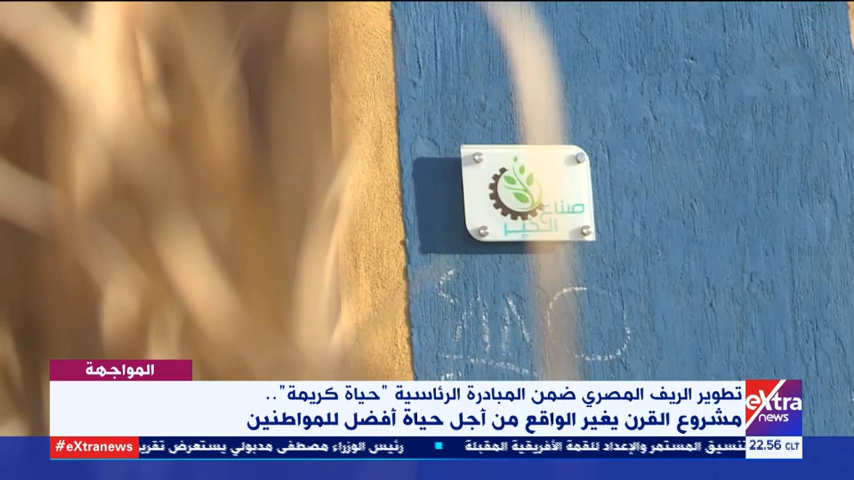 صناع
الخير
المواجهة
تطوير الريف المصري ضمن المبادرة الرئاسية "حياة كريمة"..
مشروع القرن يغير الواقع من أجل حياة أفضل للمواطنين
eXtra
news
#eXtranews
رئيس الوزراء مصطفى مدبولي يستعرض تقرير
تنسيق المستمر والإعداد للقمة الأفريقية المقبلة
22.56 CLT